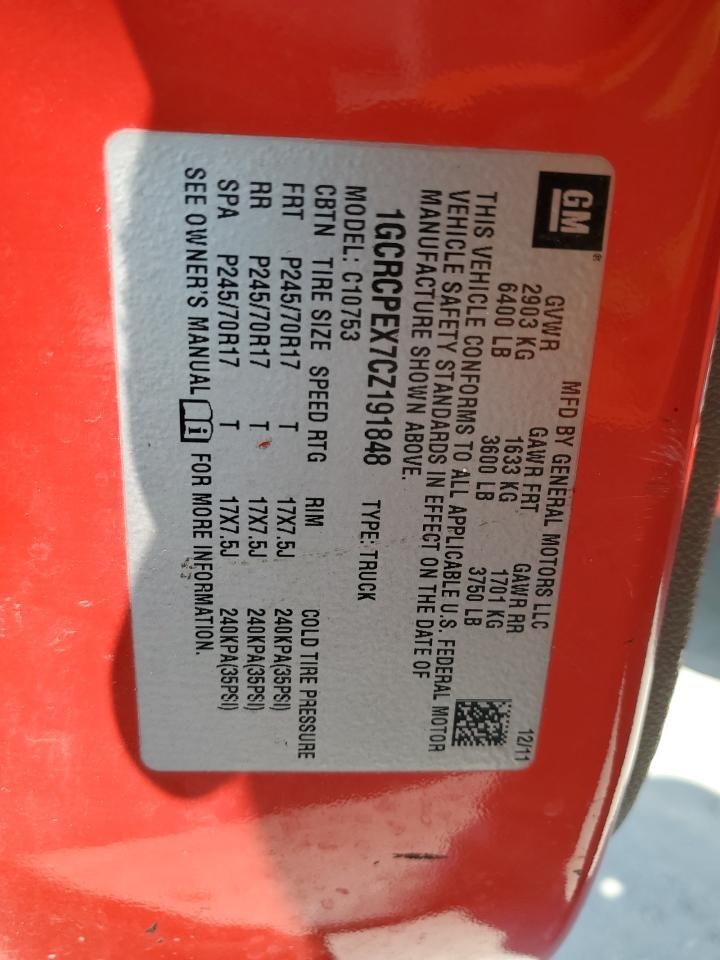 GM®
MFD BY GENERAL MOTORS LLC 12/11
GVWR GAWR FRT GAWR RR
2903 KG 1633 KG 1701 KG
6400 LB 3600 LB 3750 LB
THIS VEHICLE CONFORMS TO ALL APPLICABLE U.S. FEDERAL MOTOR
VEHICLE SAFETY STANDARDS IN EFFECT ON THE DATE OF
MANUFACTURE SHOWN ABOVE.
1GCRCPEX7CZ191848 TYPE: TRUCK
MODEL: C10753
CBTN TIRE SIZE SPEED RTG RIM COLD TIRE PRESSURE
FRT P245/70R17 T 17X7.5J 240KPA(35PSI)
RR P245/70R17 T 17X7.5J 240KPA(35PSI)
SPA P245/70R17 T 17X7.5J 240KPA(35PSI)
SEE OWNER'S MANUAL i FOR MORE INFORMATION.